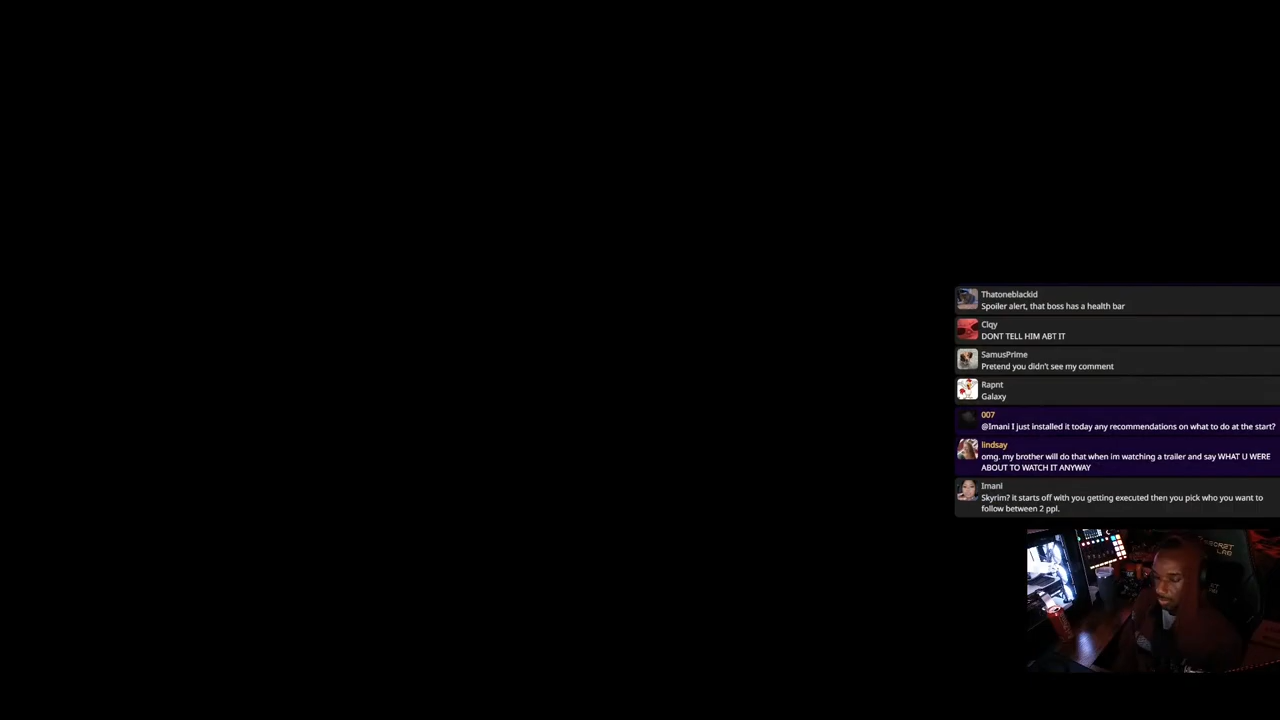 Thatoneblackid
Spoiler alert, that boss has a health bar
Clqy
DONT TELL HIM ABT IT
SamusPrime
Pretend you didn't see my comment
Rapnt
Galaxy
007
@Imani I just installed it today any recommendations on what to do at the start?
lindsay
omg. my brother will do that when im watching a trailer and say WHAT U WERE
ABOUT TO WATCH IT ANYWAY
Imani
Skyrim? it starts off with you getting executed then you pick who you want to
follow between 2 ppl.
SECRET
LAB